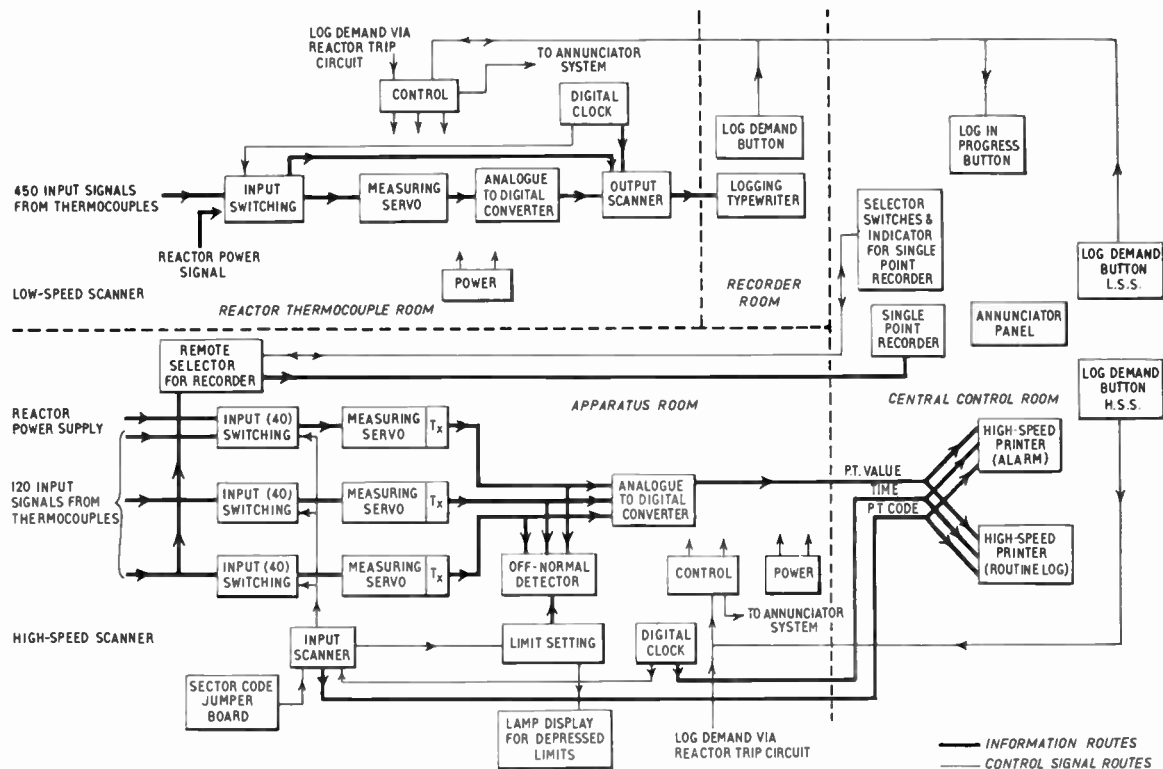 LOG DEMAND VIA
REACTOR TRIP
CIRCUIT
TO ANNUNCIATOR
SYSTEM
CONTROL
DIGITAL
CLOCK
LOG DEMAND
BUTTON
LOG IN
PROGRESS
BUTTON
450 INPUT SIGNALS
FROM THERMOCOUPLES
INPUT
SWITCHING
MEASURING
SERVO
ANALOGUE
TO DIGITAL
CONVERTER
OUTPUT
SCANNER
LOGGING
TYPEWRITER
SELECTOR
SWITCHES &
INDICATOR
FOR SINGLE
POINT
RECORDER
LOG DEMAND
BUTTON
L.S.S.
REACTOR POWER
SIGNAL
POWER
LOW-SPEED SCANNER
REACTOR THERMOCOUPLE ROOM
RECORDER
ROOM
REMOTE
SELECTOR
FOR RECORDER
SINGLE
POINT
RECORDER
ANNUNCIATOR
PANEL
LOG DEMAND
BUTTON
H.S.S.
APPARATUS ROOM
CENTRAL CONTROL ROOM
REACTOR
POWER SUPPLY
INPUT (40)
SWITCHING
MEASURING
SERVO
Tx
HIGH-SPEED
PRINTER
(ALARM)
120 INPUT
SIGNALS FROM
THERMOCOUPLES
INPUT (40)
SWITCHING
MEASURING
SERVO
Tx
ANALOGUE
TO DIGITAL
CONVERTER
P.T. VALUE
TIME
P.T CODE
INPUT (40)
SWITCHING
MEASURING
SERVO
Tx
OFF-NORMAL
DETECTOR
CONTROL
POWER
HIGH-SPEED
PRINTER
(ROUTINE LOG)
TO ANNUNCIATOR
SYSTEM
HIGH-SPEED SCANNER
INPUT
SCANNER
LIMIT SETTING
DIGITAL
CLOCK
SECTOR CODE
JUMPER
BOARD
LAMP DISPLAY
FOR DEPRESSED
LIMITS
LOG DEMAND VIA
REACTOR TRIP CIRCUIT
INFORMATION ROUTES
CONTROL SIGNAL ROUTES